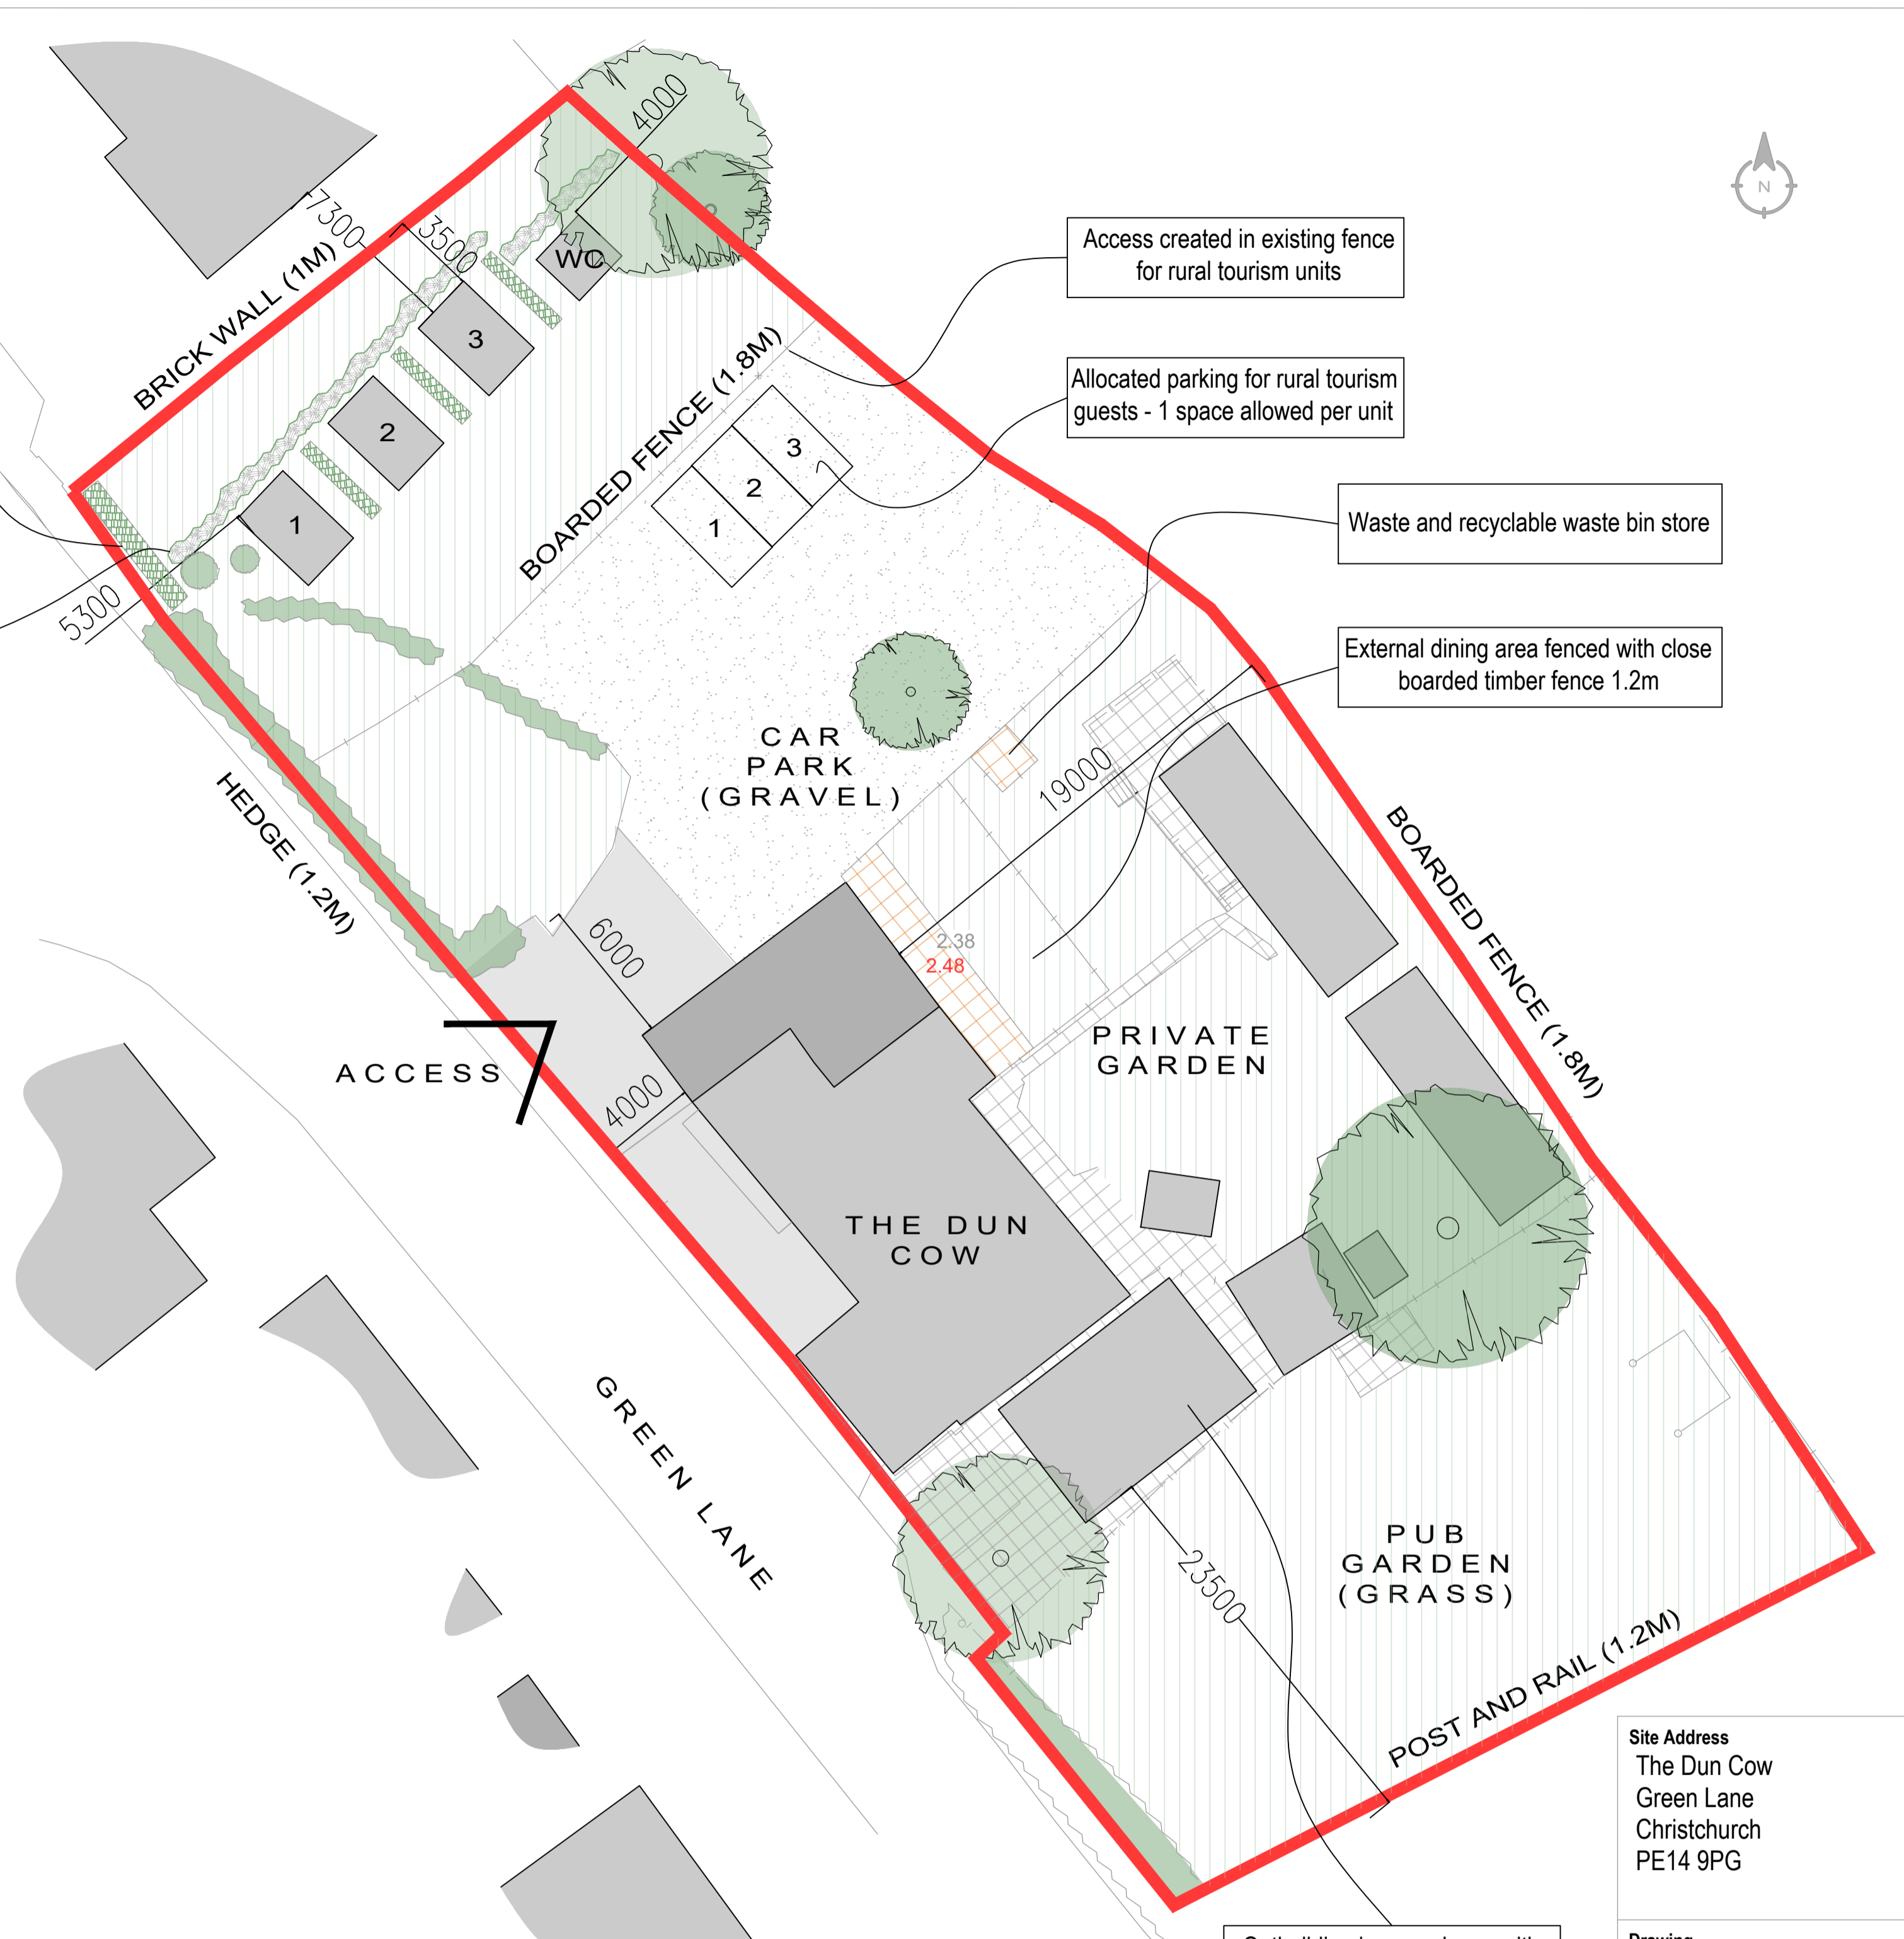 4000
7300
3500
BRICK WALL (1M)
WC
3
2
1
5300
BOARDED FENCE (1.8M)
3
2
1
N
Access created in existing fence
for rural tourism units
Allocated parking for rural tourism
guests - 1 space allowed per unit
Waste and recyclable waste bin store
External dining area fenced with close
boarded timber fence 1.2m
CAR
PARK
(GRAVEL)
HEDGE (1.2M)
19000
BOARDED FENCE (1.8M)
6000
2.38
2.48
ACCESS
4000
PRIVATE
GARDEN
THE DUN
COW
GREEN LANE
23500
PUB
GARDEN
(GRASS)
POST AND RAIL (1.2M)
Site Address
The Dun Cow
Green Lane
Christchurch
PE14 9PG
Drawing